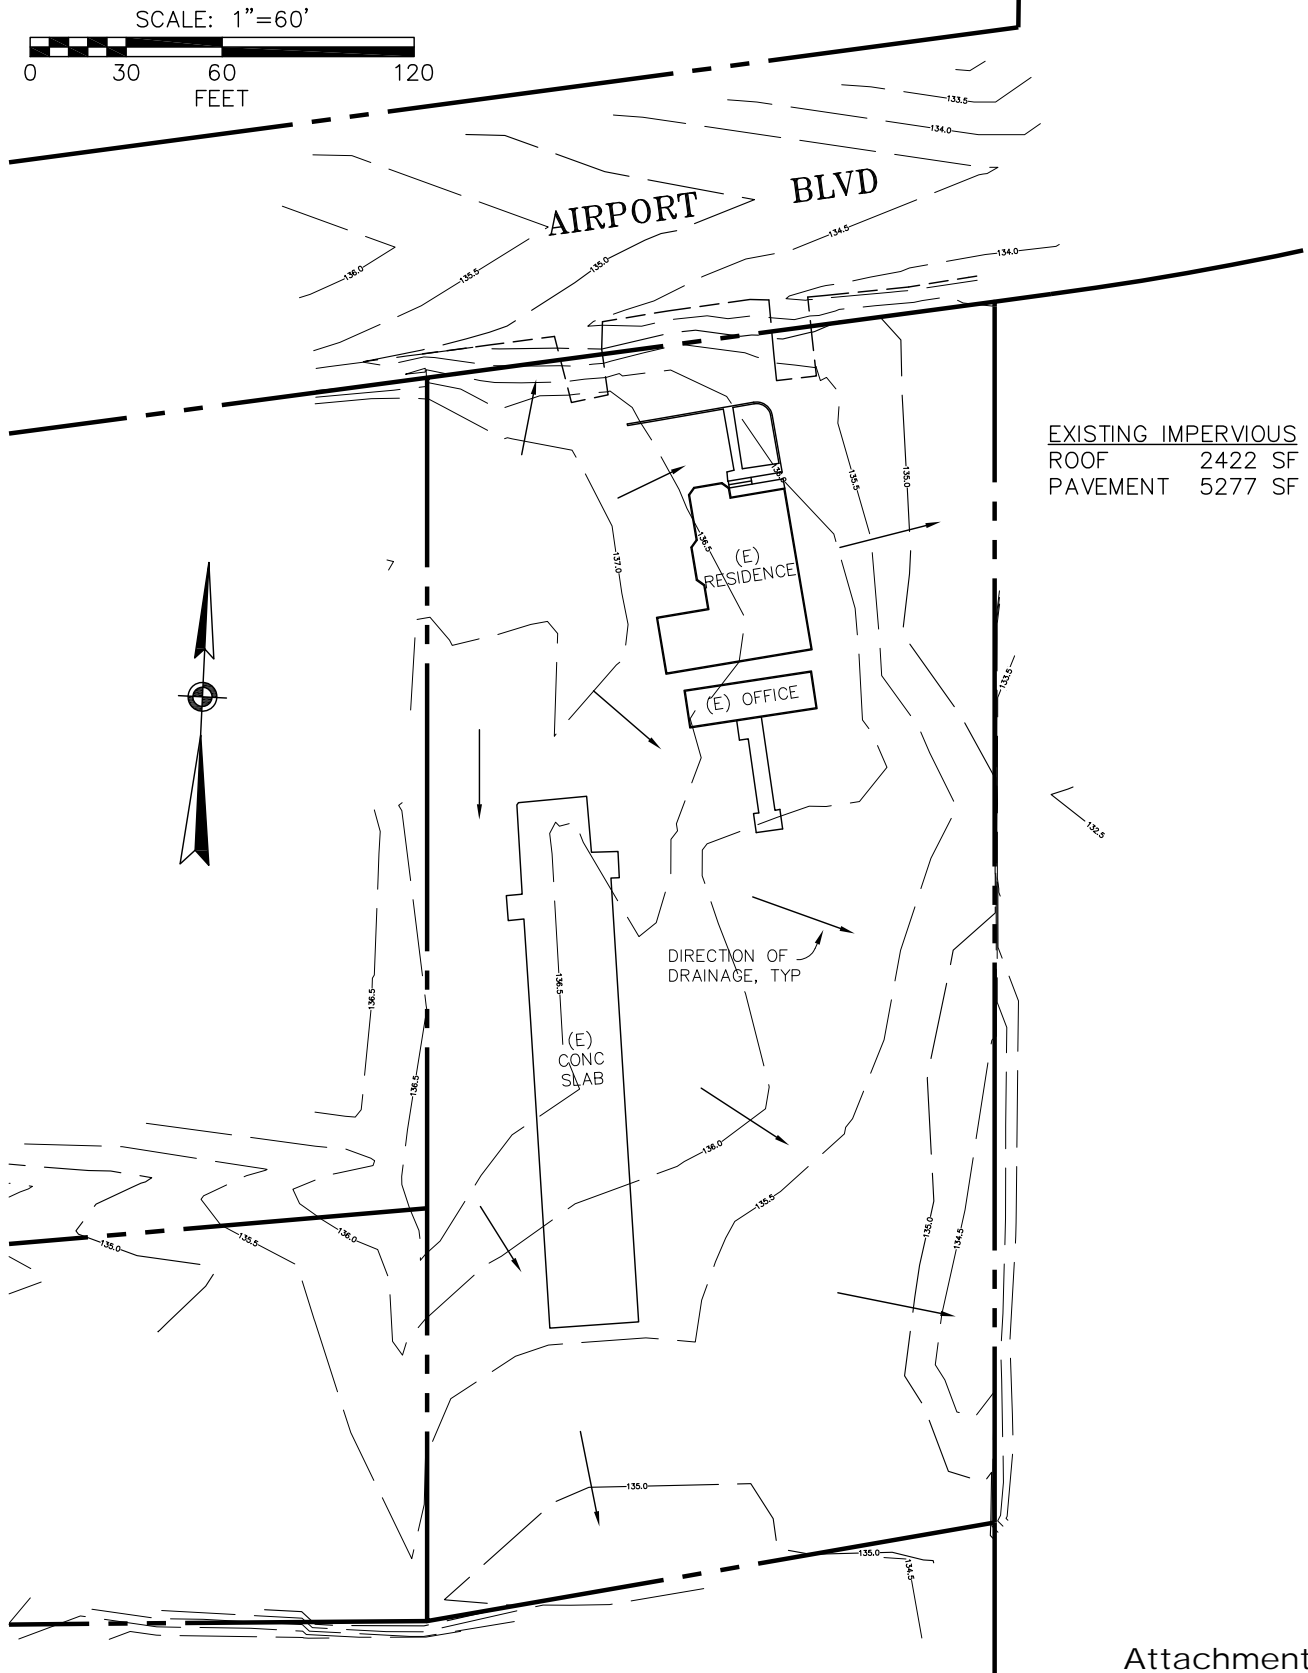 SCALE: 1"=60'
0 30 60 120
FEET
133.5
134.0
AIRPORT BLVD
134.5
134.0
136.0
135.5
135.0
EXISTING IMPERVIOUS
ROOF 2422 SF
PAVEMENT 5277 SF
135.5
135.0
136.5
137.0
(E)
RESIDENCE
133.5
(E) OFFICE
132.5
DIRECTION OF
DRAINAGE, TYP
136.5
136.5
(E)
CONC
SLAB
136.5
136.0
135.5
135.0
134.5
135.0
135.5
136.0
135.0
135.0
134.5
Attachment